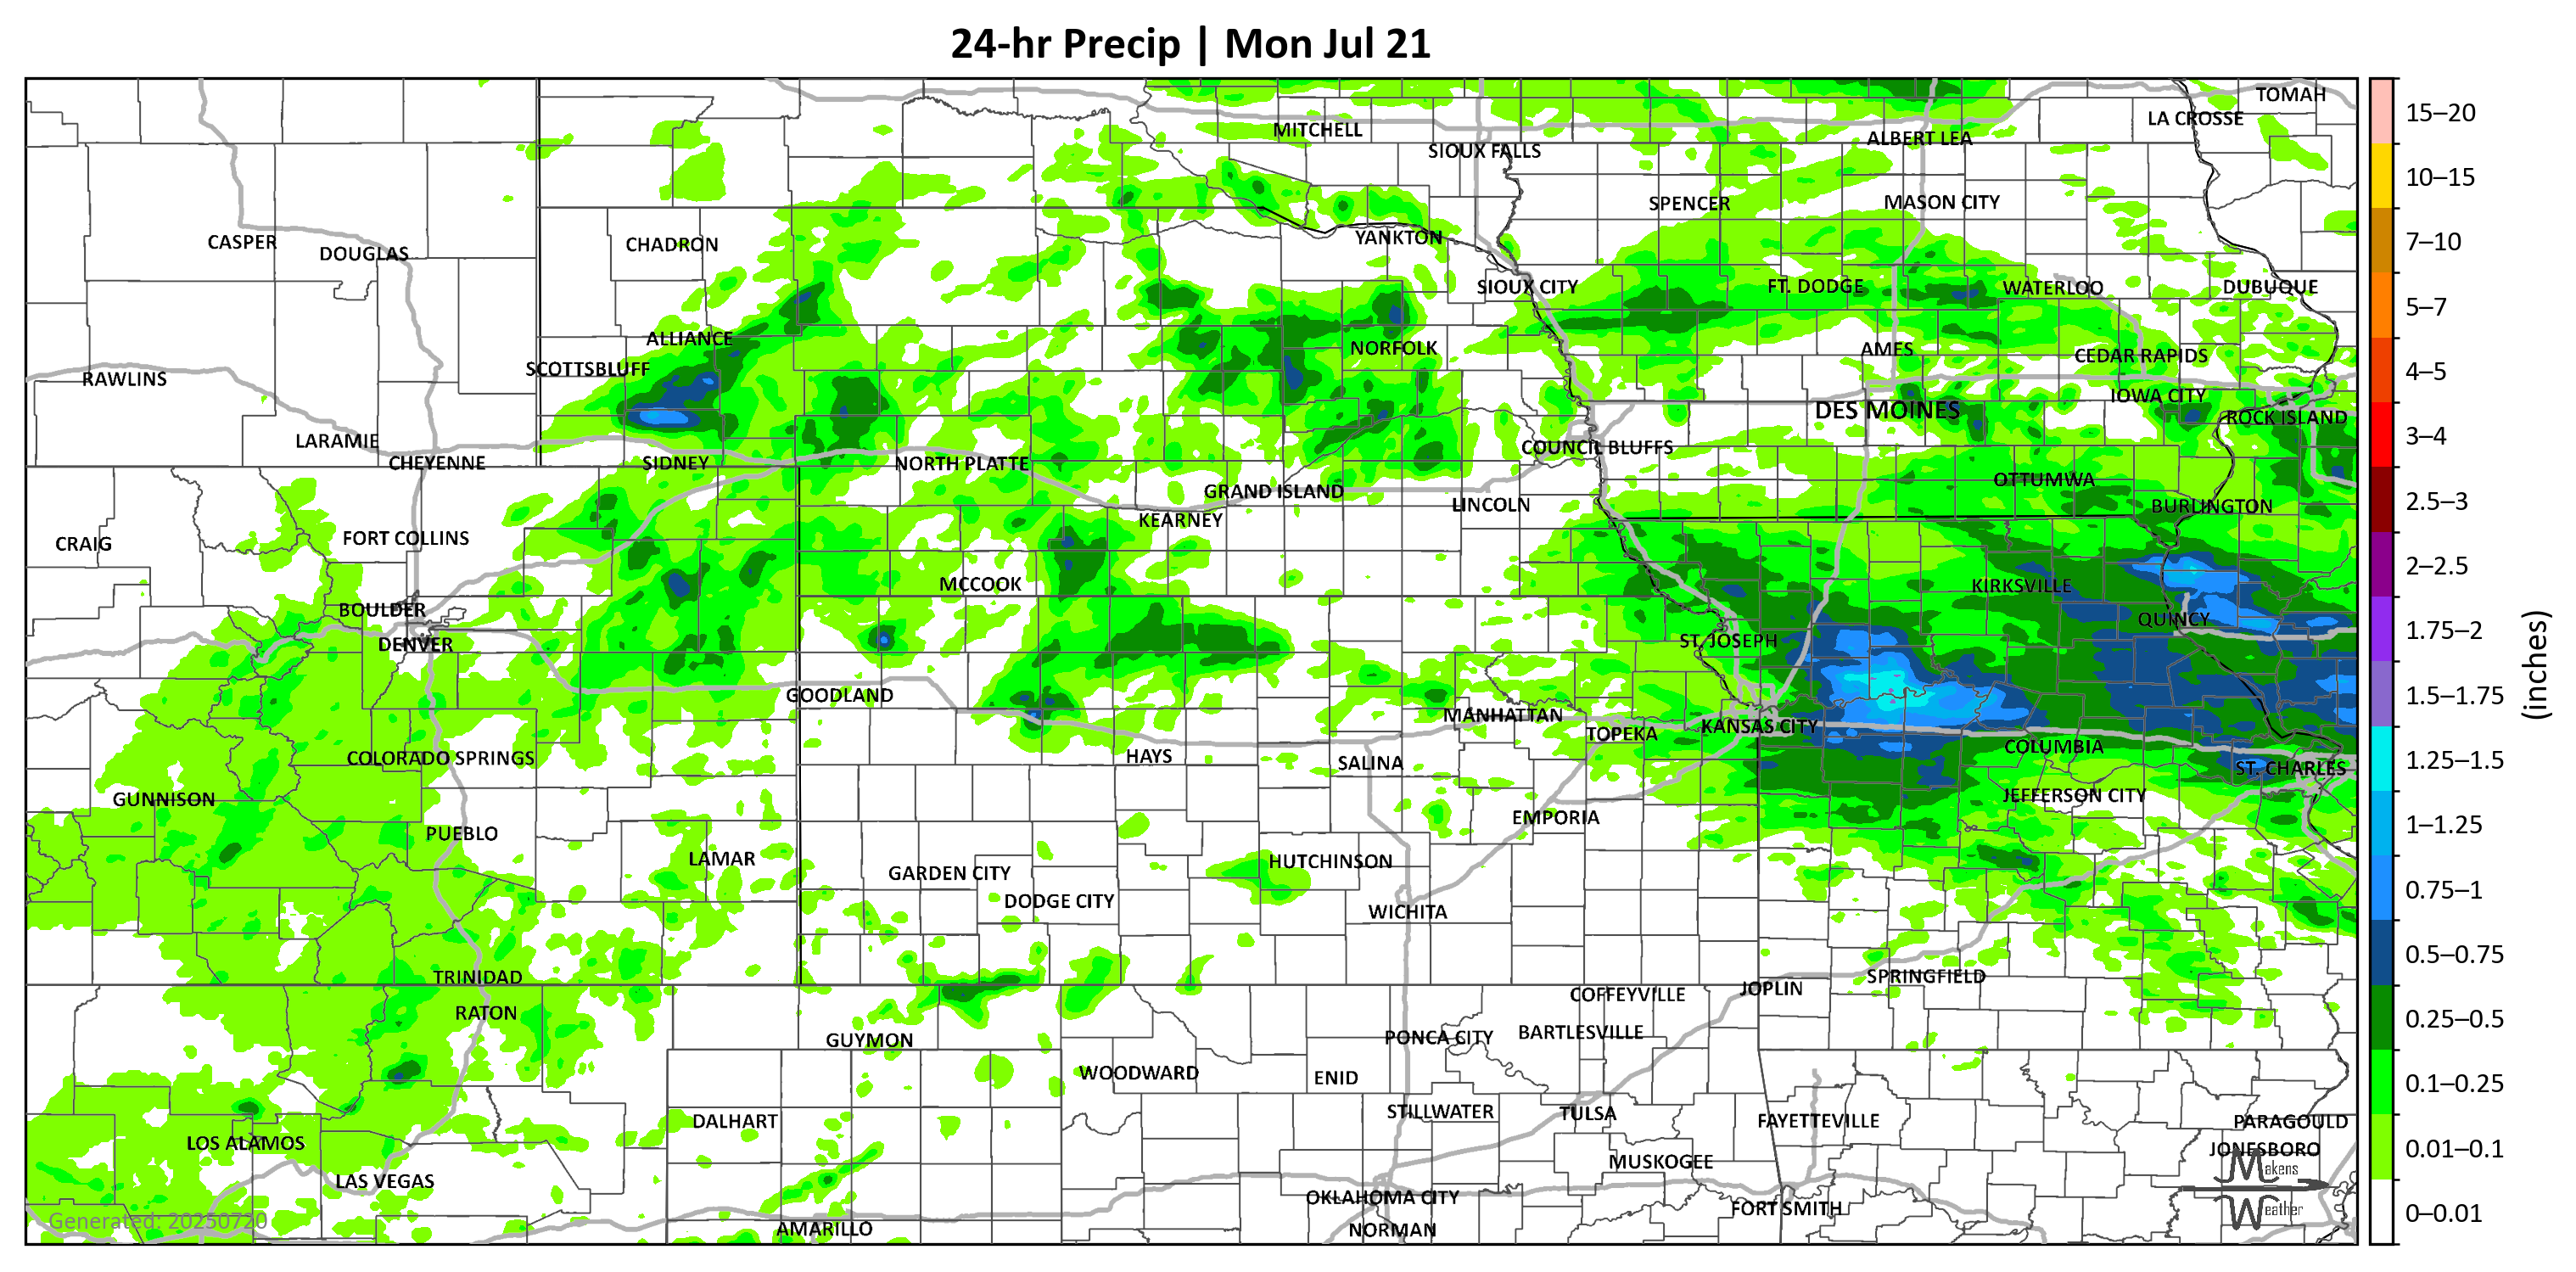 24-hr Precip | Mon Jul 21
TOMAH
LA CROSSE
MITCHELL
ALBERT LEA
SIOUX FALLS
SPENCER
MASON CITY
CASPER
DOUGLAS
CHADRON
YANKTON
SIOUX CITY
FT. DODGE
WATERLOO
DUBUQUE
ALLIANCE
NORFOLK
AMES
CEDAR RAPIDS
SCOTTSBLUFF
RAWLINS
IOWA CITY
DES MOINES
ROCK ISLAND
LARAMIE
CHEYENNE
SIDNEY
NORTH PLATTE
COUNCIL BLUFFS
OTTUMWA
GRAND ISLAND
LINCOLN
BURLINGTON
KEARNEY
CRAIG
FORT COLLINS
MCCOOK
KIRKSVILLE
BOULDER
QUINCY
DENVER
ST. JOSEPH
GOODLAND
MANHATTAN
TOPEKA
KANSAS CITY
COLORADO SPRINGS
HAYS
SALINA
COLUMBIA
ST. CHARLES
GUNNISON
JEFFERSON CITY
PUEBLO
EMPORIA
LAMAR
GARDEN CITY
HUTCHINSON
DODGE CITY
WICHITA
TRINIDAD
SPRINGFIELD
JOPLIN
COFFEYVILLE
RATON
GUYMON
PONCA CITY
BARTLESVILLE
WOODWARD
ENID
DALHART
STILLWATER
TULSA
FAYETTEVILLE
PARAGOULD
LOS ALAMOS
JONESBORO
MUSKOGEE
LAS VEGAS
OKLAHOMA CITY
FORT SMITH
AMARILLO
NORMAN
Generated: 20250720
Makens
Weather
15–20
10–15
7–10
5–7
4–5
3–4
2.5–3
2–2.5
1.75–2
1.5–1.75
1.25–1.5
1–1.25
0.75–1
0.5–0.75
0.25–0.5
0.1–0.25
0.01–0.1
0–0.01
(inches)